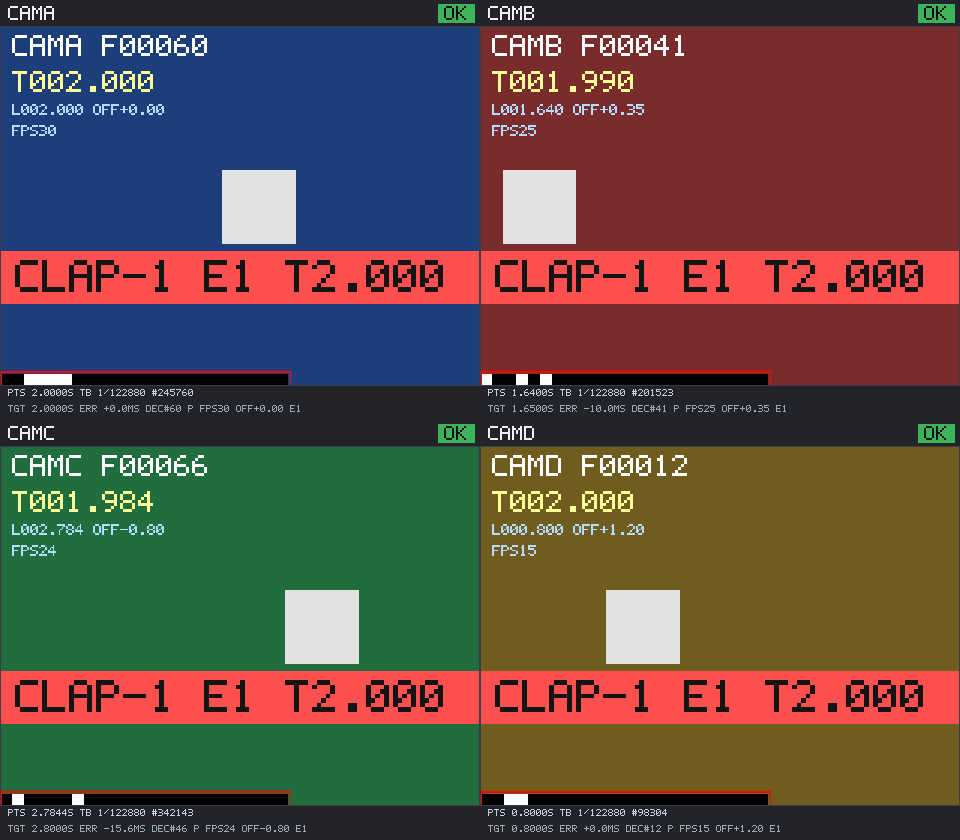 CAMA OK
CAMA F00060
T002.000
L002.000 OFF+0.00
FPS30
CLAP-1 E1 T2.000
PTS 2.0000S TB 1/122880 #245760
TGT 2.0000S ERR +0.0MS DEC#60 P FPS30 OFF+0.00 E1
CAMB OK
CAMB F00041
T001.990
L001.640 OFF+0.35
FPS25
CLAP-1 E1 T2.000
PTS 1.6400S TB 1/122880 #201523
TGT 1.6500S ERR -10.0MS DEC#41 P FPS25 OFF+0.35 E1
CAMC OK
CAMC F00066
T001.984
L002.784 OFF-0.80
FPS24
CLAP-1 E1 T2.000
PTS 2.7844S TB 1/122880 #342143
TGT 2.8000S ERR -15.6MS DEC#46 P FPS24 OFF-0.80 E1
CAMD OK
CAMD F00012
T002.000
L000.800 OFF+1.20
FPS15
CLAP-1 E1 T2.000
PTS 0.8000S TB 1/122880 #98304
TGT 0.8000S ERR +0.0MS DEC#12 P FPS15 OFF+1.20 E1